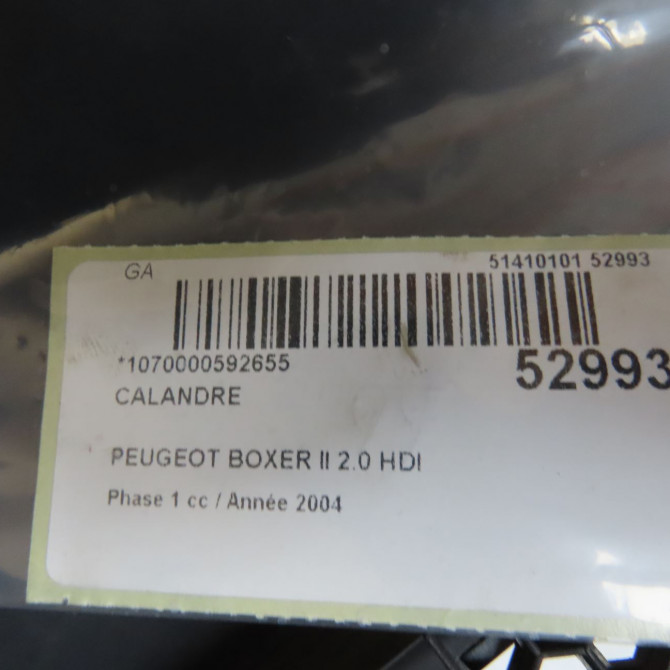 GA 51410101 52993
*1070000592655 52993
CALANDRE
PEUGEOT BOXER II 2.0 HDI
Phase 1 cc / Année 2004